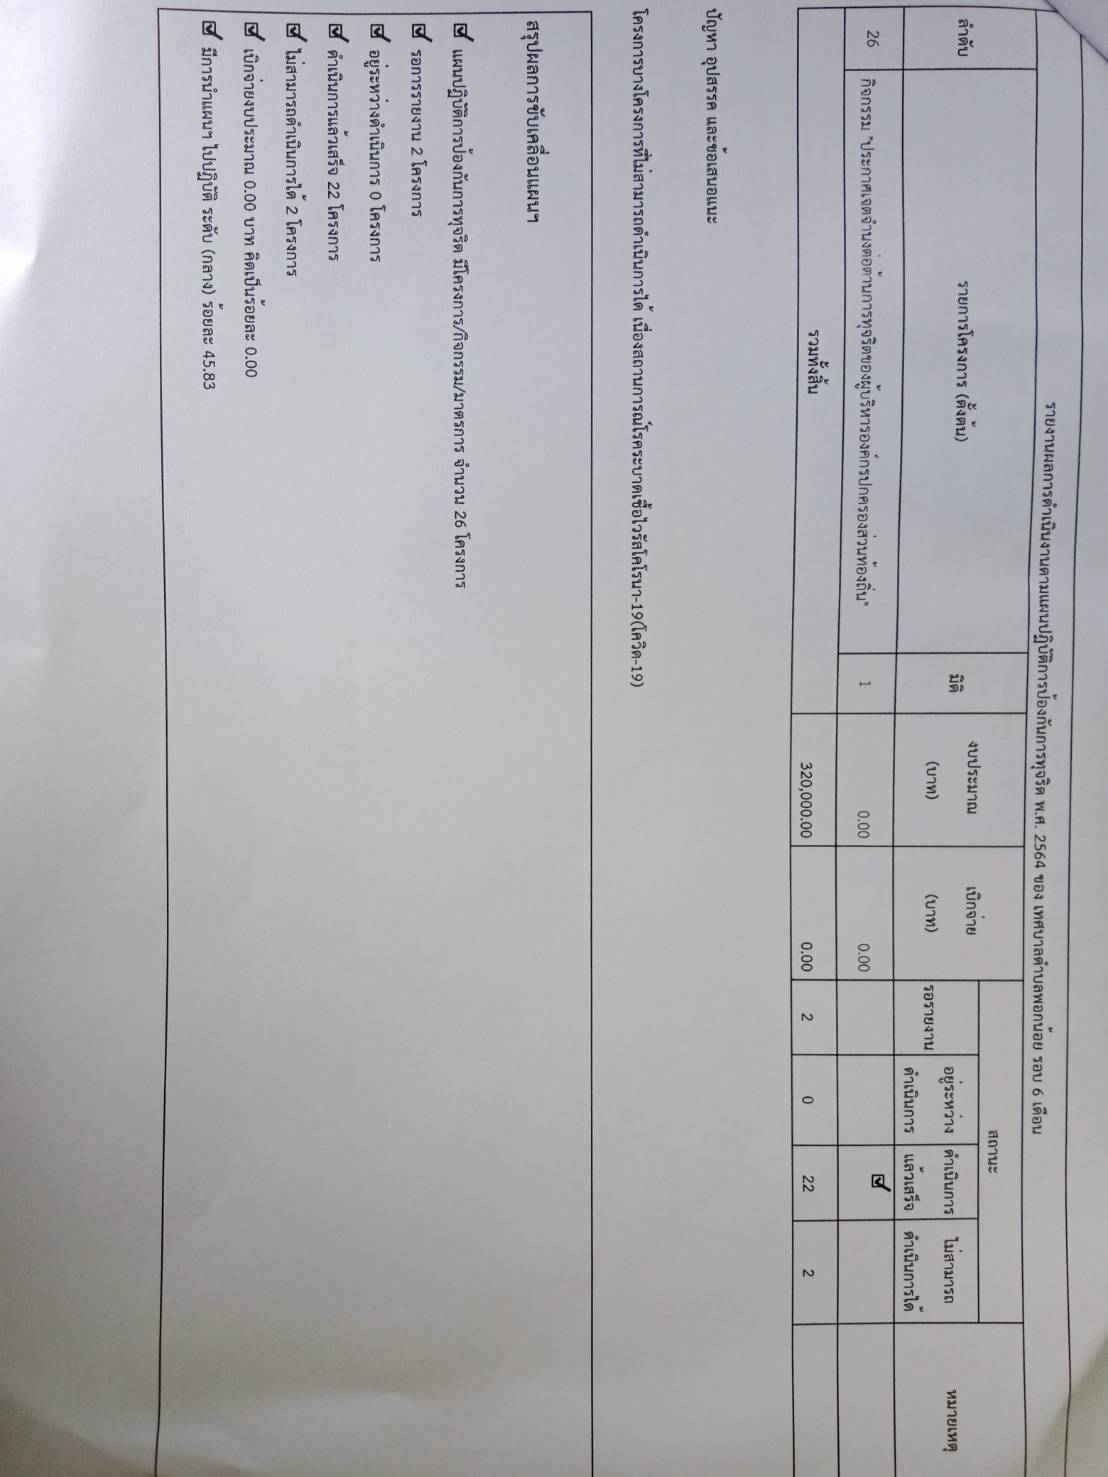 รายงานผลการดำเนินงานตามแผนปฏิบัติการป้องกันการทุจริต พ.ศ. 2564 ของ เทศบาลตำบลพอกน้อย รอบ 6 เดือน
ลำดับ รายการโครงการ (ตั้งต้น) มิติ งบประมาณ (บาท) เบิกจ่าย (บาท) สถานะ หมายเหตุ
รอรายงาน อยู่ระหว่างดำเนินการ ดำเนินการแล้วเสร็จ ไม่สามารถดำเนินการได้
26 กิจกรรม "ประกาศเจตจำนงต่อต้านการทุจริตของผู้บริหารองค์กรปกครองส่วนท้องถิ่น" 1 0.00 0.00 ☑
รวมทั้งสิ้น 320,000.00 0.00 2 0 22 2
ปัญหา อุปสรรค และข้อเสนอแนะ
โครงการบางโครงการที่ไม่สามารถดำเนินการได้ เนื่องสถานการณ์โรคระบาดเชื้อไวรัสโคโรนา-19(โควิด-19)
สรุปผลการขับเคลื่อนแผนฯ
☑ แผนปฏิบัติการป้องกันการทุจริต มีโครงการ/กิจกรรม/มาตรการ จำนวน 26 โครงการ
☑ รอการรายงาน 2 โครงการ
☑ อยู่ระหว่างดำเนินการ 0 โครงการ
☑ ดำเนินการแล้วเสร็จ 22 โครงการ
☑ ไม่สามารถดำเนินการได้ 2 โครงการ
☑ เบิกจ่ายงบประมาณ 0.00 บาท คิดเป็นร้อยละ 0.00
☑ มีการนำแผนฯ ไปปฏิบัติ ระดับ (กลาง) ร้อยละ 45.83